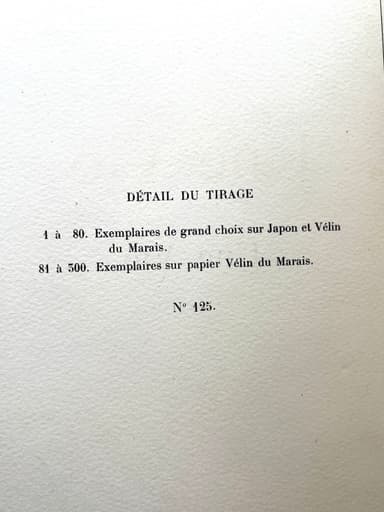 DÉTAIL DU TIRAGE
1 à 80. Exemplaires de grand choix sur Japon et Vélin
du Marais.
81 à 300. Exemplaires sur papier Vélin du Marais.
N° 125.